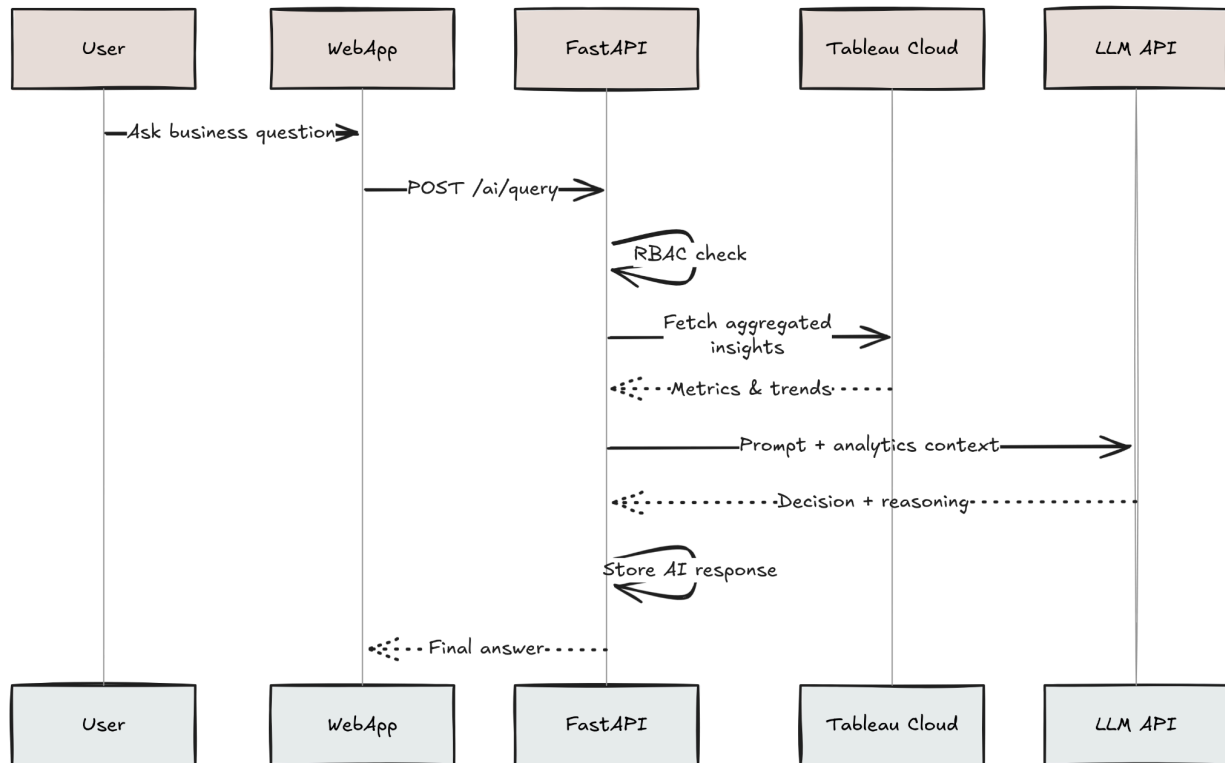 User
WebApp
FastAPI
Tableau Cloud
LLM API
Ask business question
POST /ai/query
RBAC check
Fetch aggregated
insights
Metrics & trends
Prompt + analytics context
Decision + reasoning
Store AI response
Final answer
User
WebApp
FastAPI
Tableau Cloud
LLM API